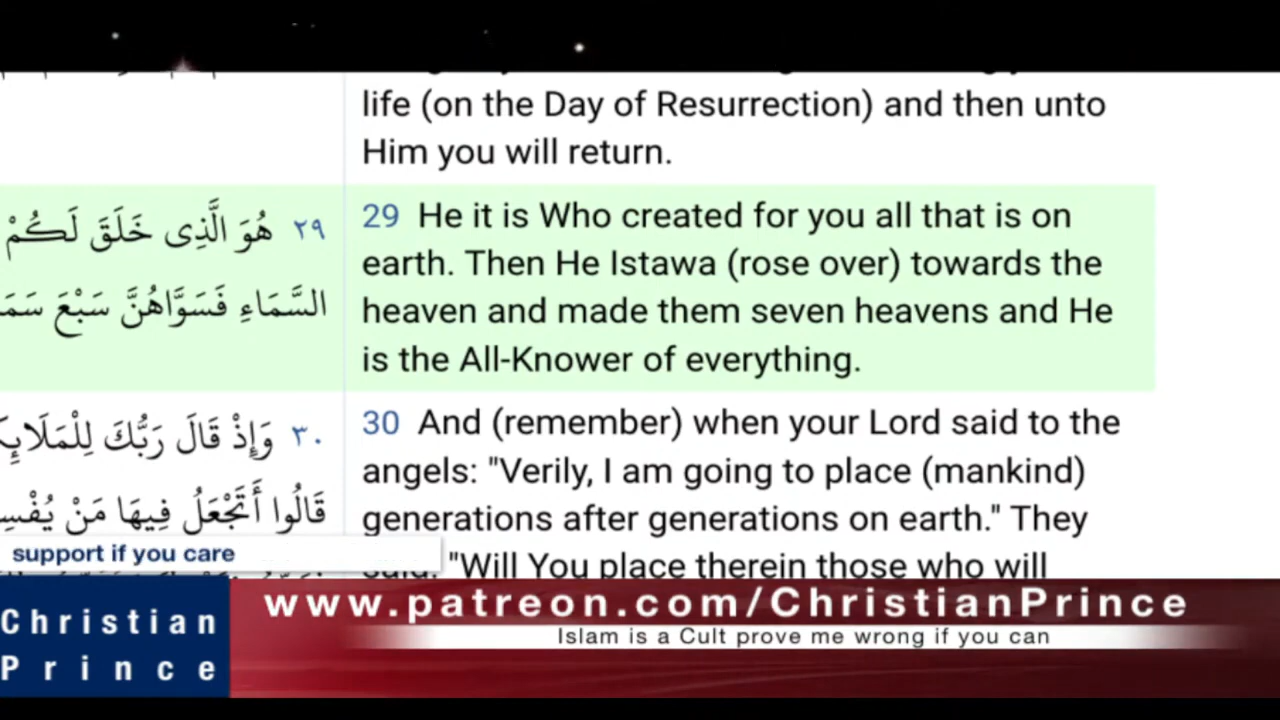 life (on the Day of Resurrection) and then unto
Him you will return.
٢٩ هُوَ الَّذِى خَلَقَ لَكُمْ
السَّمَاءِ فَسَوَّاهُنَّ سَبْعَ
29 He it is Who created for you all that is on
earth. Then He Istawa (rose over) towards the
heaven and made them seven heavens and He
is the All-Knower of everything.
٣٠ وَإِذْ قَالَ رَبُّكَ
قَالُوا أَتَجْعَلُ فِيهَا مَنْ
30 And (remember) when your Lord said to the
angels: "Verily, I am going to place (mankind)
generations after generations on earth." They
"Will You place therein those who will
support if you care
Christian
Prince
www.patreon.com/ChristianPrince
Islam is a Cult prove me wrong if you can